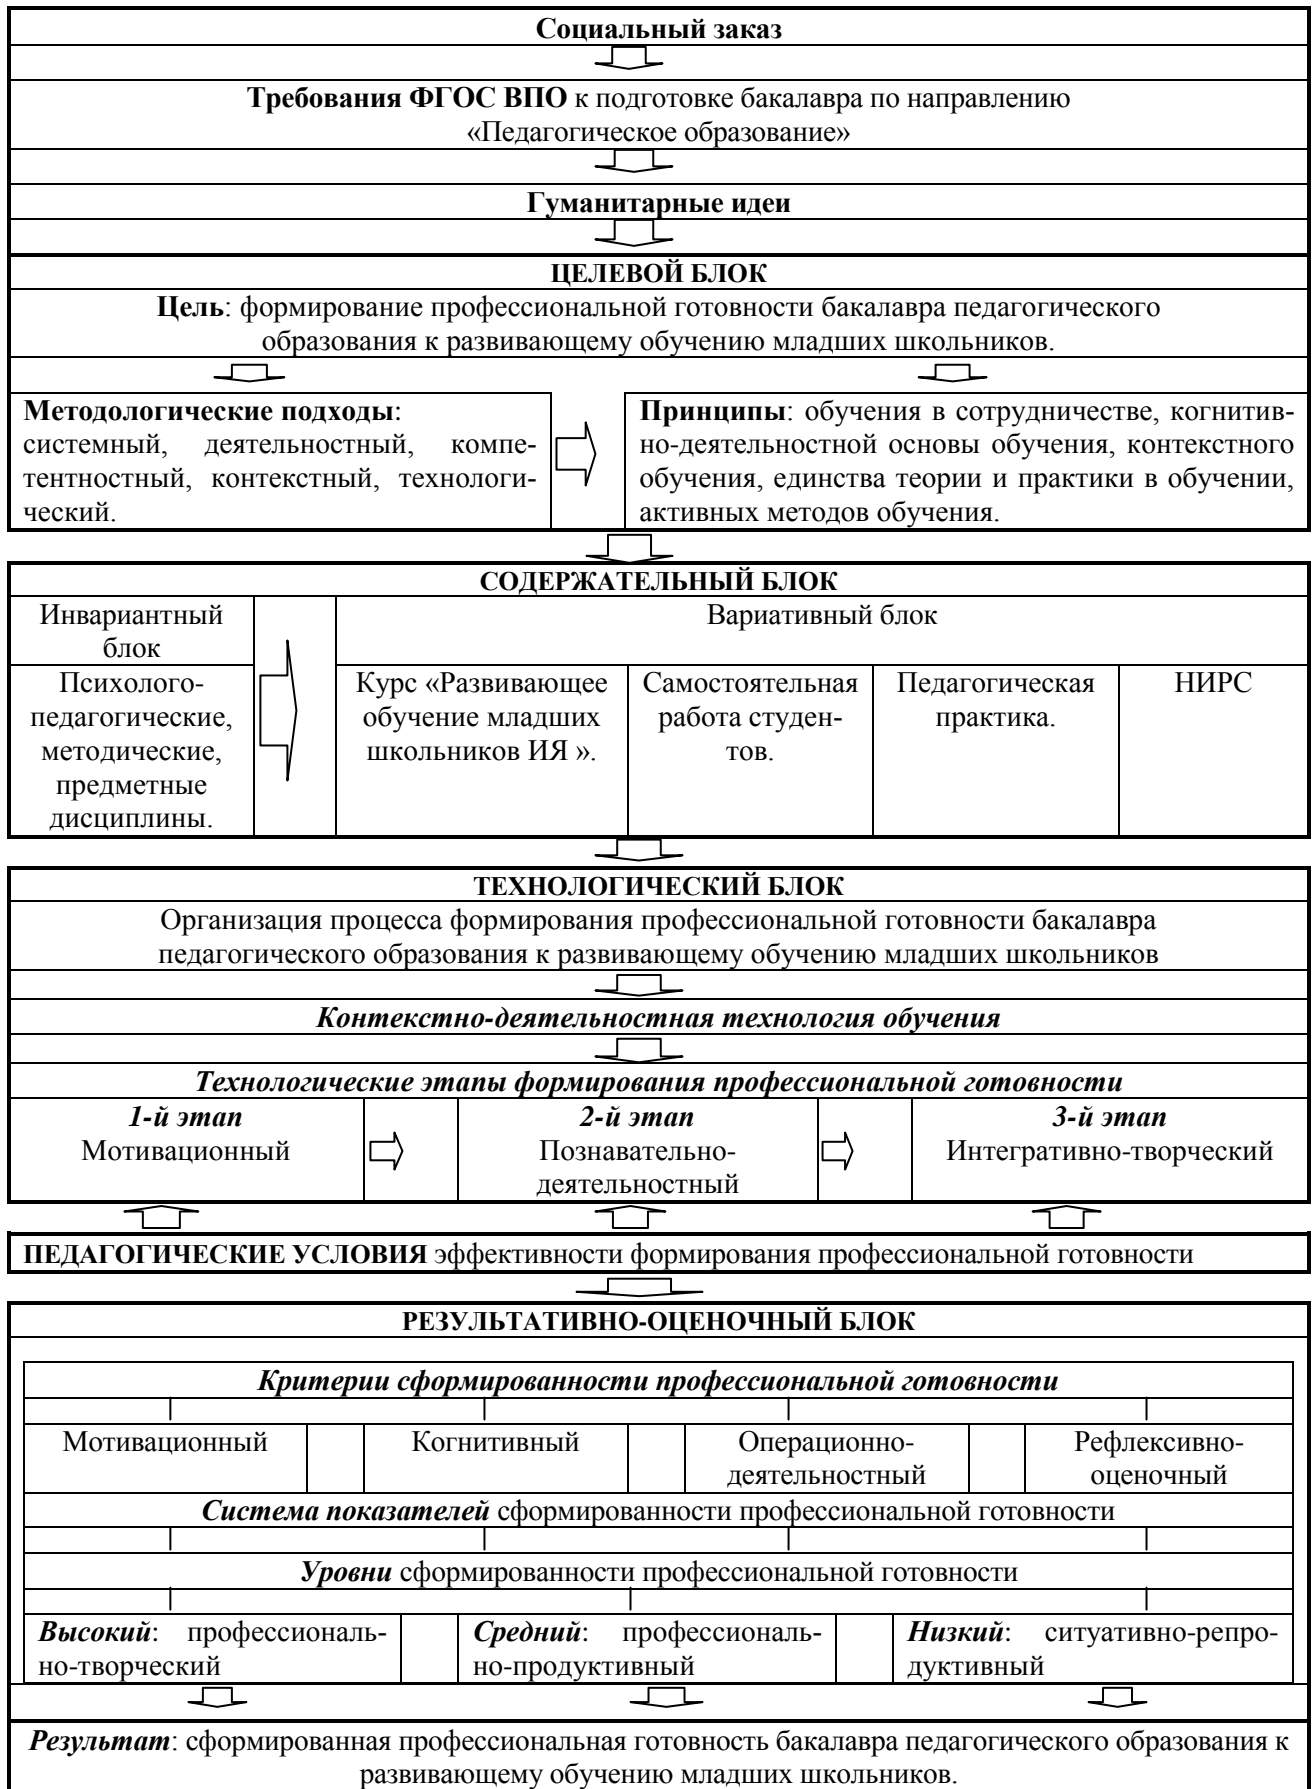 Социальный заказ
Требования ФГОС ВПО к подготовке бакалавра по направлению
«Педагогическое образование»
Гуманитарные идеи
ЦЕЛЕВОЙ БЛОК
Цель: формирование профессиональной готовности бакалавра педагогического
образования к развивающему обучению младших школьников.
Методологические подходы:
системный, деятельностный, компе-
тентностный, контекстный, технологи-
ческий.
Принципы: обучения в сотрудничестве, когнитив-
но-деятельностной основы обучения, контекстного
обучения, единства теории и практики в обучении,
активных методов обучения.
СОДЕРЖАТЕЛЬНЫЙ БЛОК
Инвариантный
блок
Вариативный блок
Психолого-
педагогические,
методические,
предметные
дисциплины.
Курс «Развивающее
обучение младших
школьников ИЯ ».
Самостоятельная
работа студен-
тов.
Педагогическая
практика.
НИРС
ТЕХНОЛОГИЧЕСКИЙ БЛОК
Организация процесса формирования профессиональной готовности бакалавра
педагогического образования к развивающему обучению младших школьников
Контекстно-деятельностная технология обучения
Технологические этапы формирования профессиональной готовности
1-й этап
Мотивационный
2-й этап
Познавательно-
деятельностный
3-й этап
Интегративно-творческий
ПЕДАГОГИЧЕСКИЕ УСЛОВИЯ эффективности формирования профессиональной готовности
РЕЗУЛЬТАТИВНО-ОЦЕНОЧНЫЙ БЛОК
Критерии сформированности профессиональной готовности
Мотивационный
Когнитивный
Операционно-
деятельностный
Рефлексивно-
оценочный
Система показателей сформированности профессиональной готовности
Уровни сформированности профессиональной готовности
Высокий: профессиональ-
но-творческий
Средний: профессиональ-
но-продуктивный
Низкий: ситуативно-репро-
дуктивный
Результат: сформированная профессиональная готовность бакалавра педагогического образования к
развивающему обучению младших школьников.